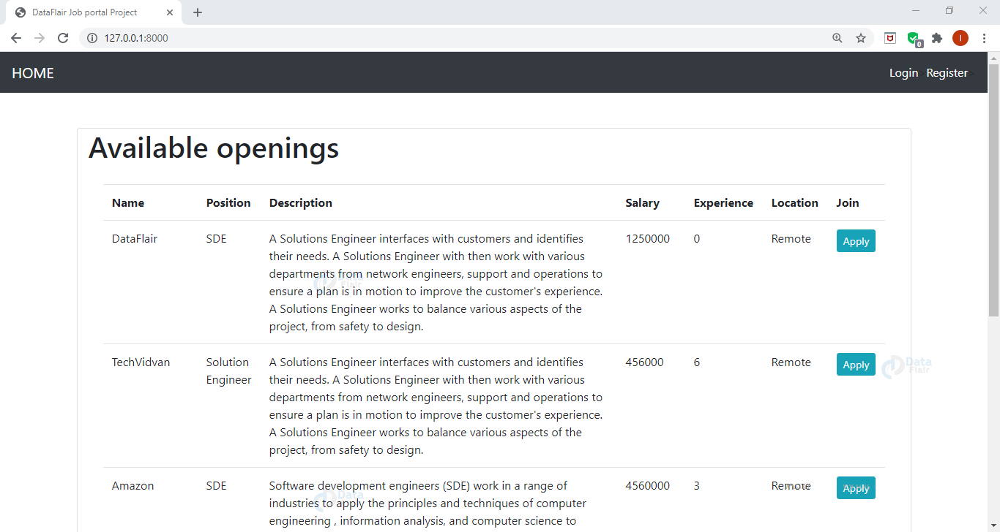 DataFlair Job portal Project
127.0.0.1:8000
0
I
HOME
Login Register
Available openings
Name Position Description Salary Experience Location Join
DataFlair SDE A Solutions Engineer interfaces with customers and identifies 1250000 0 Remote Apply
their needs. A Solutions Engineer with then work with various
departments from network engineers, support and operations to
ensure a plan is in motion to improve the customer's experience.
A Solutions Engineer works to balance various aspects of the
project, from safety to design.
Data
Flair
TechVidvan Solution A Solutions Engineer interfaces with customers and identifies 456000 6 Remote Apply
Engineer their needs. A Solutions Engineer with then work with various
departments from network engineers, support and operations to
ensure a plan is in motion to improve the customer's experience.
A Solutions Engineer works to balance various aspects of the
project, from safety to design.
Data
Flair
Amazon SDE Software development engineers (SDE) work in a range of 4560000 3 Remote Apply
industries to apply the principles and techniques of computer
engineering , information analysis, and computer science to
Data
Flair